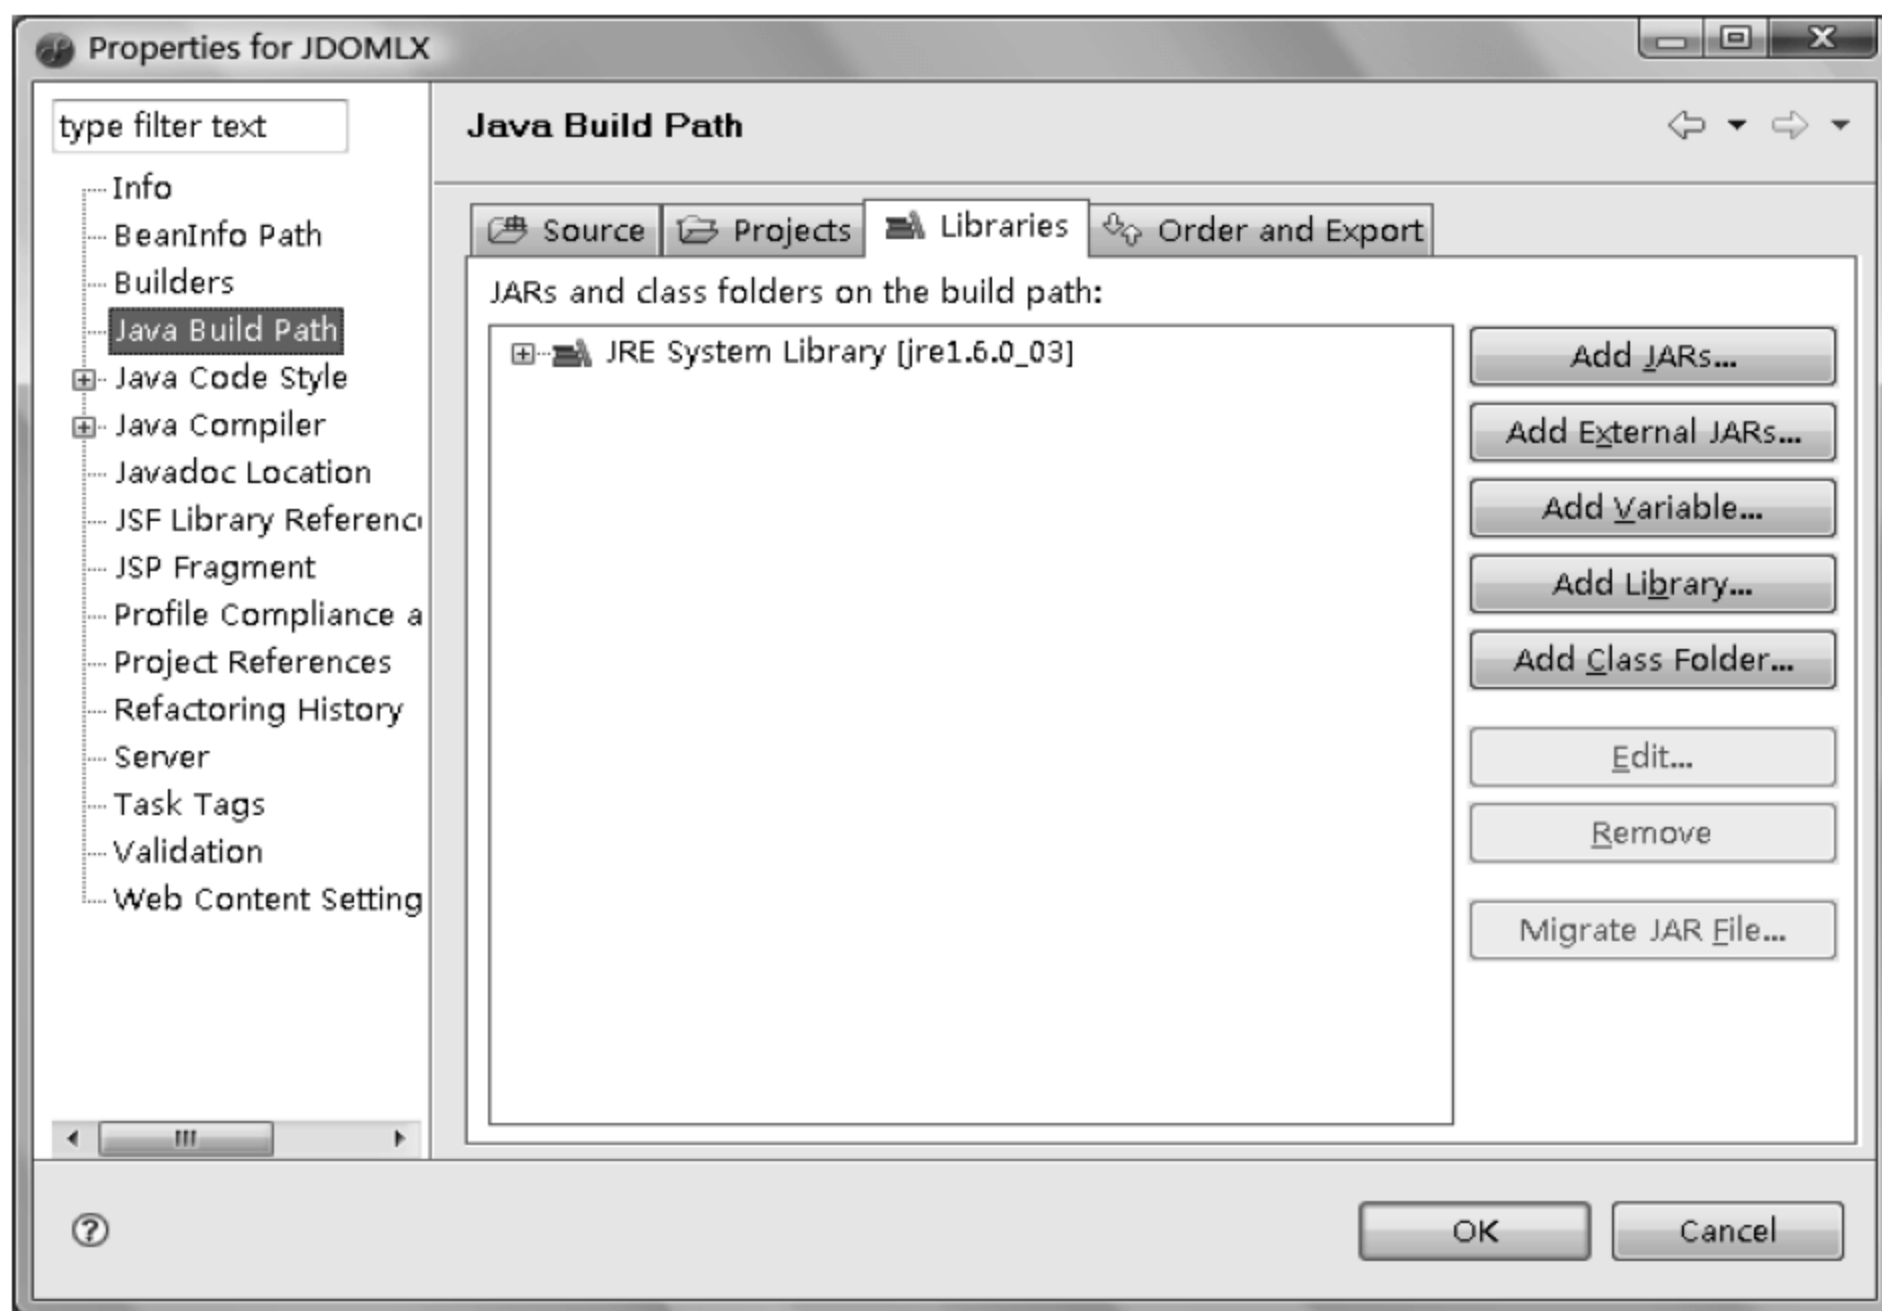 Properties for JDOMLX
type filter text
Info
BeanInfo Path
Builders
Java Build Path
Java Code Style
Java Compiler
Javadoc Location
JSF Library Referenc
JSP Fragment
Profile Compliance a
Project References
Refactoring History
Server
Task Tags
Validation
Web Content Setting
Java Build Path
Source Projects Libraries Order and Export
JARs and class folders on the build path:
JRE System Library [jre1.6.0_03]
Add JARs...
Add External JARs...
Add Variable...
Add Library...
Add Class Folder...
Edit...
Remove
Migrate JAR File...
OK Cancel